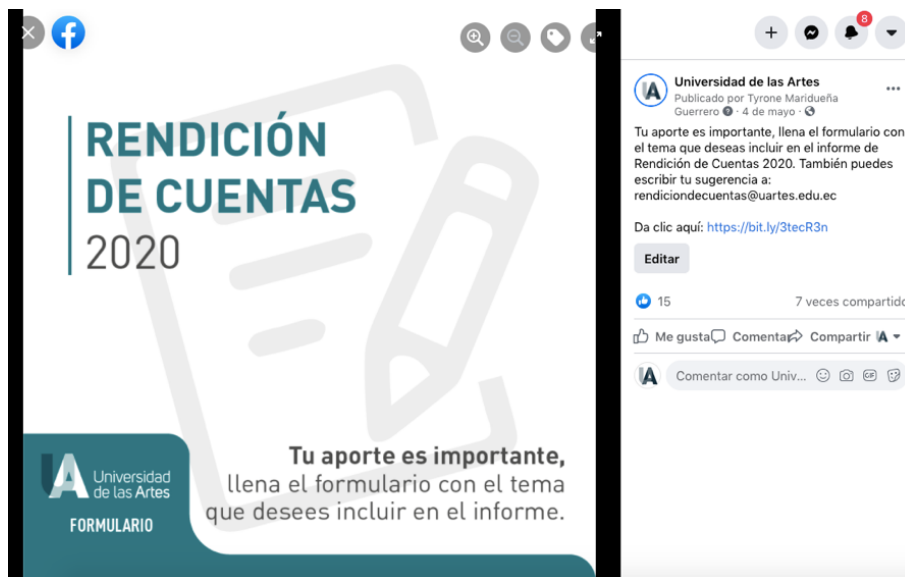 RENDICIÓN
DE CUENTAS
2020
Tu aporte es importante,
llena el formulario con el tema
que desees incluir en el informe.
UA Universidad
de las Artes
FORMULARIO
8
Universidad de las Artes
Publicado por Tyrone Maridueña
Guerrero · 4 de mayo ·
Tu aporte es importante, llena el formulario con
el tema que deseas incluir en el informe de
Rendición de Cuentas 2020. También puedes
escribir tu sugerencia a:
rendiciondecuentas@uartes.edu.ec
Da clic aquí: https://bit.ly/3tecR3n
Editar
15 7 veces compartido
Me gusta Comentar Compartir
Comentar como Univ... GIF